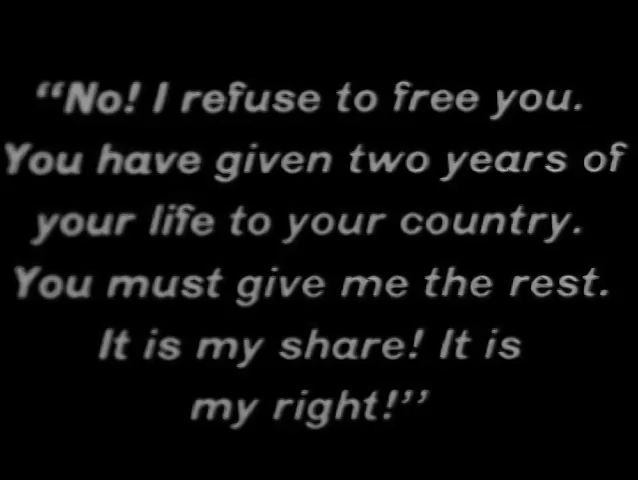 “No! I refuse to free you.
You have given two years of
your life to your country.
You must give me the rest.
It is my share! It is
my right!’’